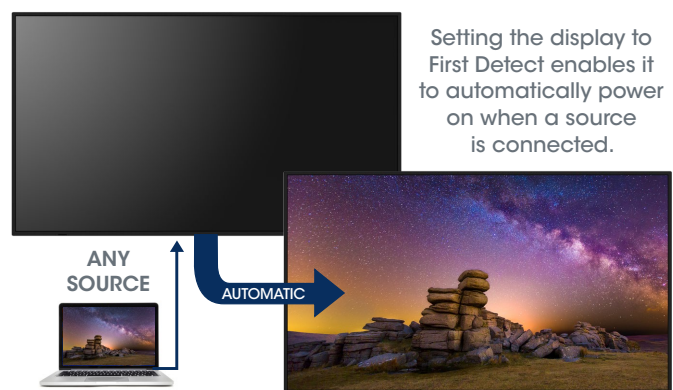 Setting the display to
First Detect enables it
to automatically power
on when a source
is connected.
ANY
SOURCE
AUTOMATIC